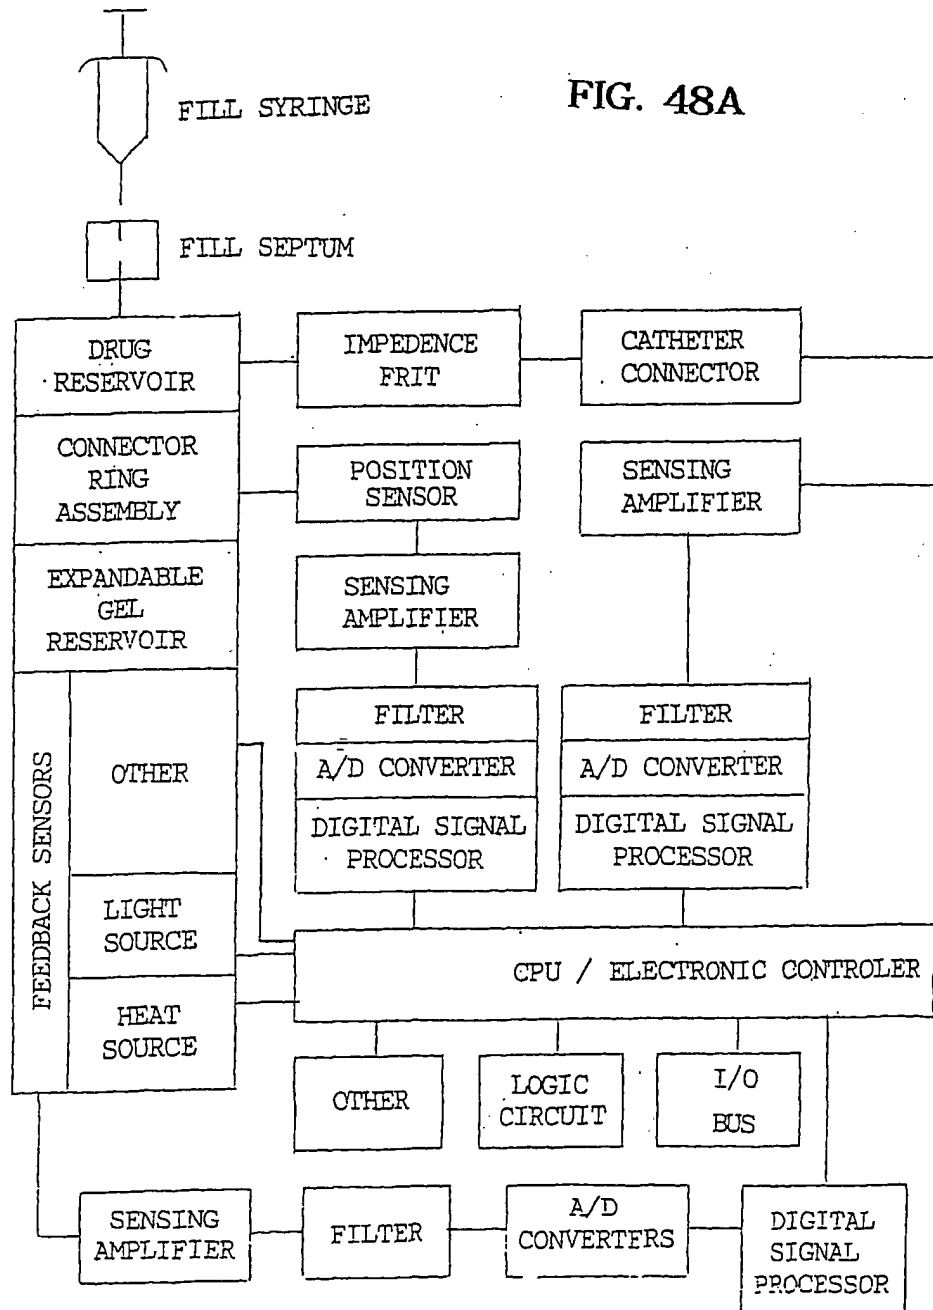 FIG. 48A
FILL SYRINGE
FILL SEPTUM
DRUG
RESERVOIR
IMPEDENCE
FRIT
CATHETER
CONNECTOR
CONNECTOR
RING
ASSEMBLY
POSITION
SENSOR
SENSING
AMPLIFIER
EXPANDABLE
GEL
RESERVOIR
SENSING
AMPLIFIER
FEEDBACK SENSORS
OTHER
LIGHT
SOURCE
HEAT
SOURCE
FILTER
A/D CONVERTER
DIGITAL SIGNAL
PROCESSOR
FILTER
A/D CONVERTER
DIGITAL SIGNAL
PROCESSOR
CPU / ELECTRONIC CONTROLER
OTHER
LOGIC
CIRCUIT
I/O
BUS
SENSING
AMPLIFIER
FILTER
A/D
CONVERTERS
DIGITAL
SIGNAL
PROCESSOR